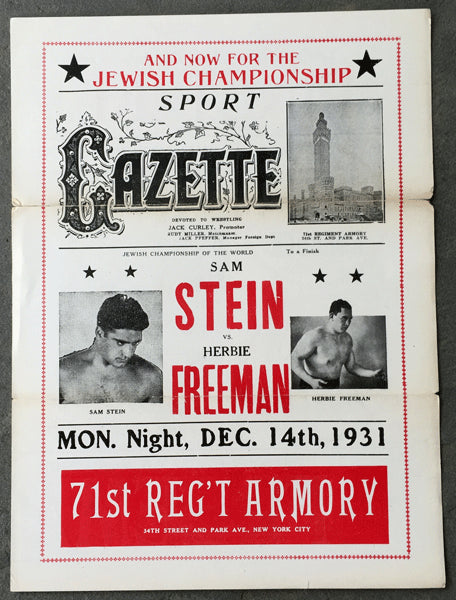 AND NOW FOR THE
JEWISH CHAMPIONSHIP
SPORT
GAZETTE
DEVOTED TO WRESTLING
JACK CURLEY, Promoter
RUDY MILLER, Matchmaker
JACK PFEFFER, Manager Foreign Dept
71st REGIMENT ARMORY
34th ST. and PARK AVE.
JEWISH CHAMPIONSHIP OF THE WORLD
To a Finish
SAM
STEIN
VS.
HERBIE
FREEMAN
SAM STEIN
HERBIE FREEMAN
MON. Night, DEC. 14th, 1931
71st REG'T ARMORY
34TH STREET AND PARK AVE., NEW YORK CITY